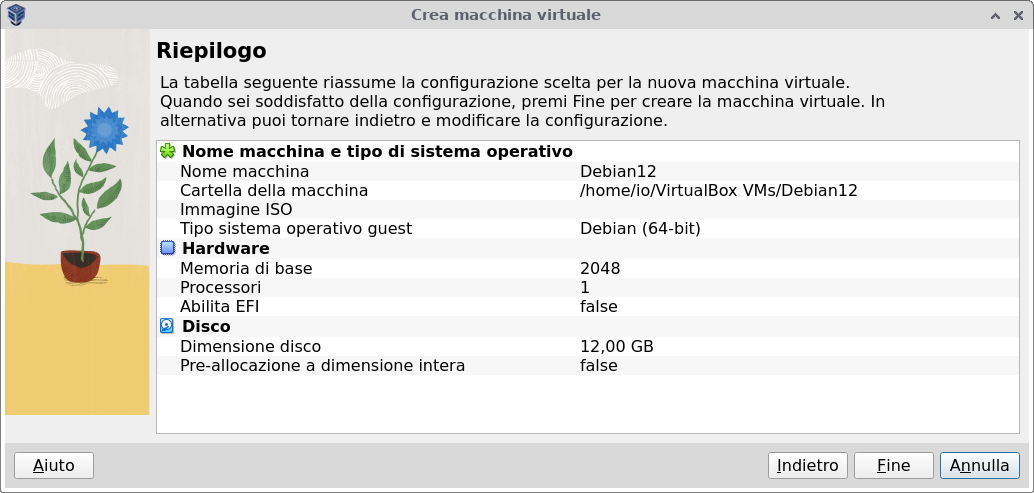 Crea macchina virtuale
Riepilogo
La tabella seguente riassume la configurazione scelta per la nuova macchina virtuale.
Quando sei soddisfatto della configurazione, premi Fine per creare la macchina virtuale. In
alternativa puoi tornare indietro e modificare la configurazione.
Nome macchina e tipo di sistema operativo
Nome macchina Debian12
Cartella della macchina /home/io/VirtualBox VMs/Debian12
Immagine ISO
Tipo sistema operativo guest Debian (64-bit)
Hardware
Memoria di base 2048
Processori 1
Abilita EFI false
Disco
Dimensione disco 12,00 GB
Pre-allocazione a dimensione intera false
Aiuto Indietro Fine Annulla